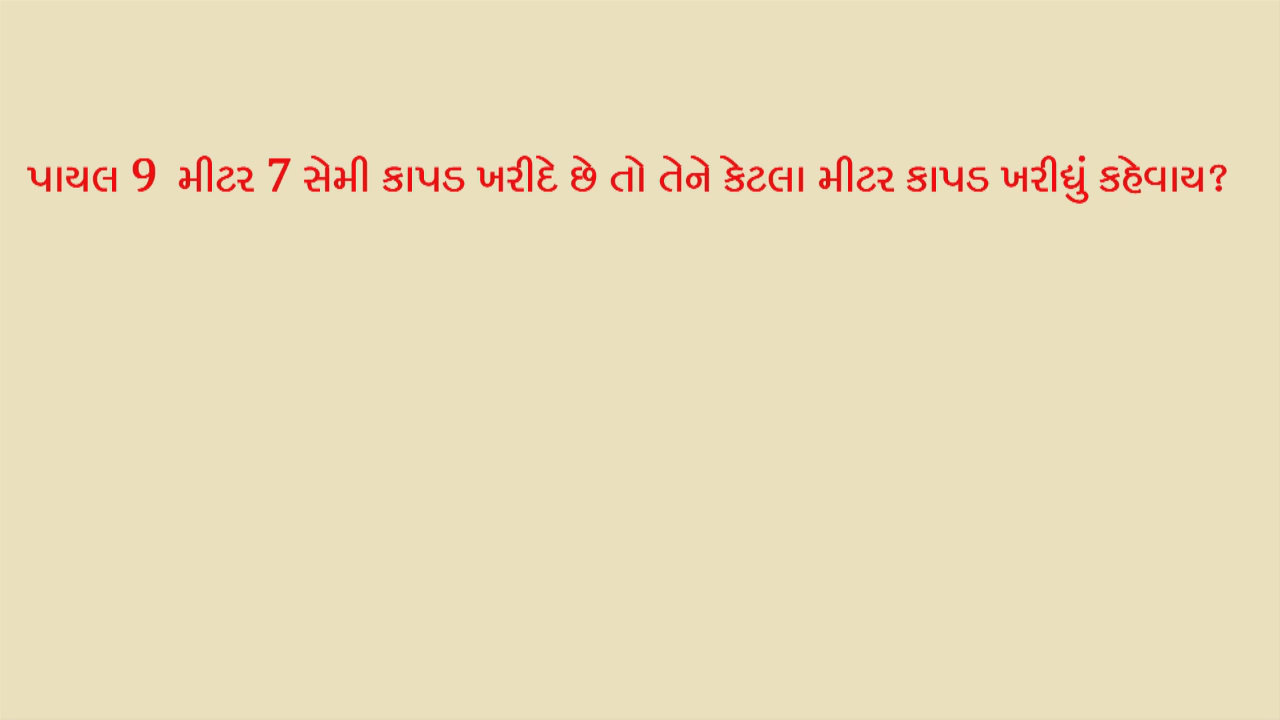 પાયલ 9 મીટર 7 સેમી કાપડ ખરીદે છે તો તેને કેટલા મીટર કાપડ ખરીદ્યું કહેવાય?